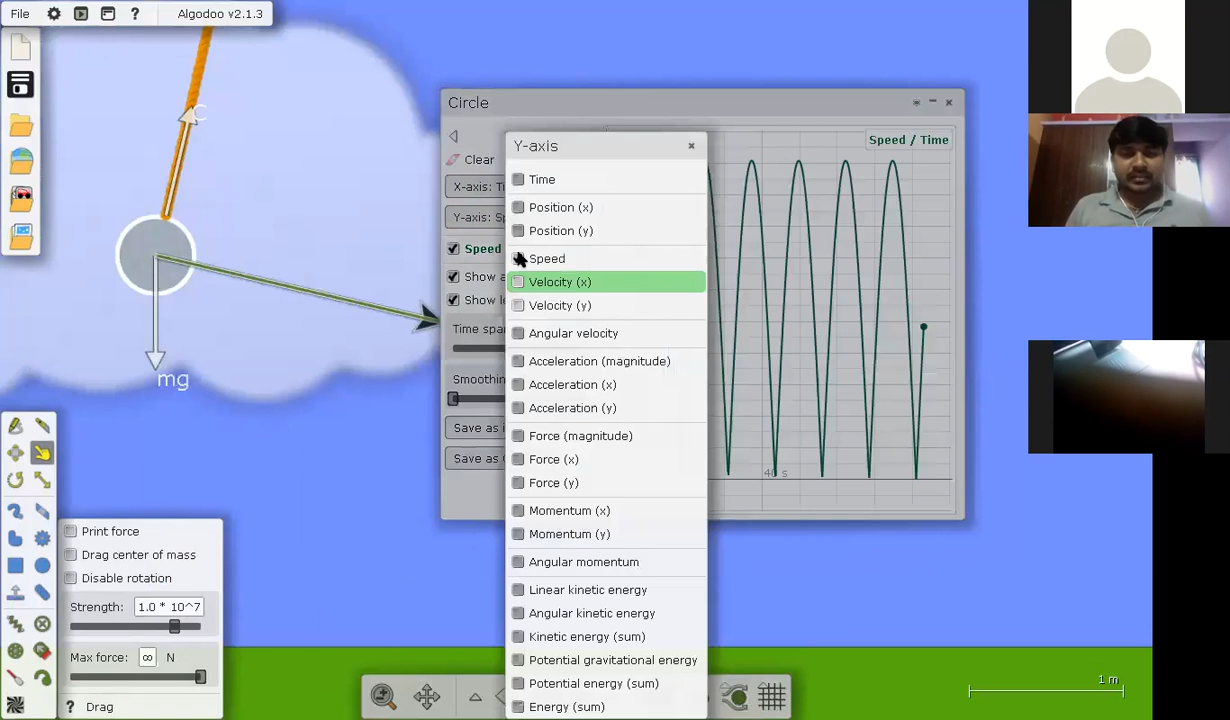 File ? Algodoo v2.1.3
C
mg
Circle
Clear
X-axis: Ti
Y-axis: Sp
Speed
Show a
Show le
Time spa
Smoothin
Save as i
Save as C
Speed / Time
40 s
Y-axis
Time
Position (x)
Position (y)
Speed
Velocity (x)
Velocity (y)
Angular velocity
Acceleration (magnitude)
Acceleration (x)
Acceleration (y)
Force (magnitude)
Force (x)
Force (y)
Momentum (x)
Momentum (y)
Angular momentum
Linear kinetic energy
Angular kinetic energy
Kinetic energy (sum)
Potential gravitational energy
Potential energy (sum)
Energy (sum)
Print force
Drag center of mass
Disable rotation
Strength: 1.0 * 10^7
Max force: ∞ N
? Drag
1 m